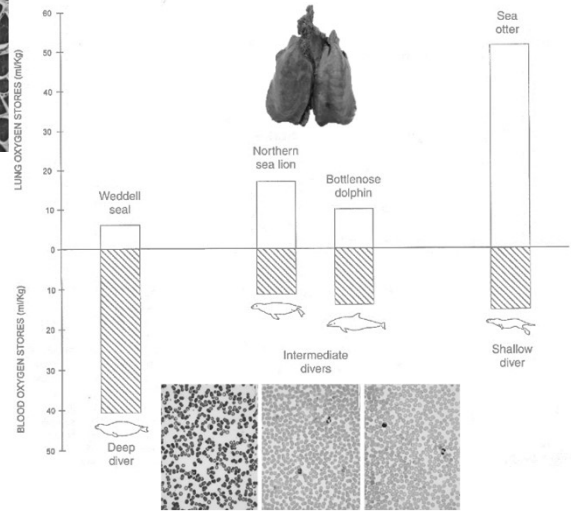 LUNG OXYGEN STORES (ml/Kg)
60
50
40
30
20
10
0
10
20
30
40
50
BLOOD OXYGEN STORES (ml/Kg)
Weddell
seal
Northern
sea lion
Bottlenose
dolphin
Sea
otter
Deep
diver
Intermediate
divers
Shallow
diver